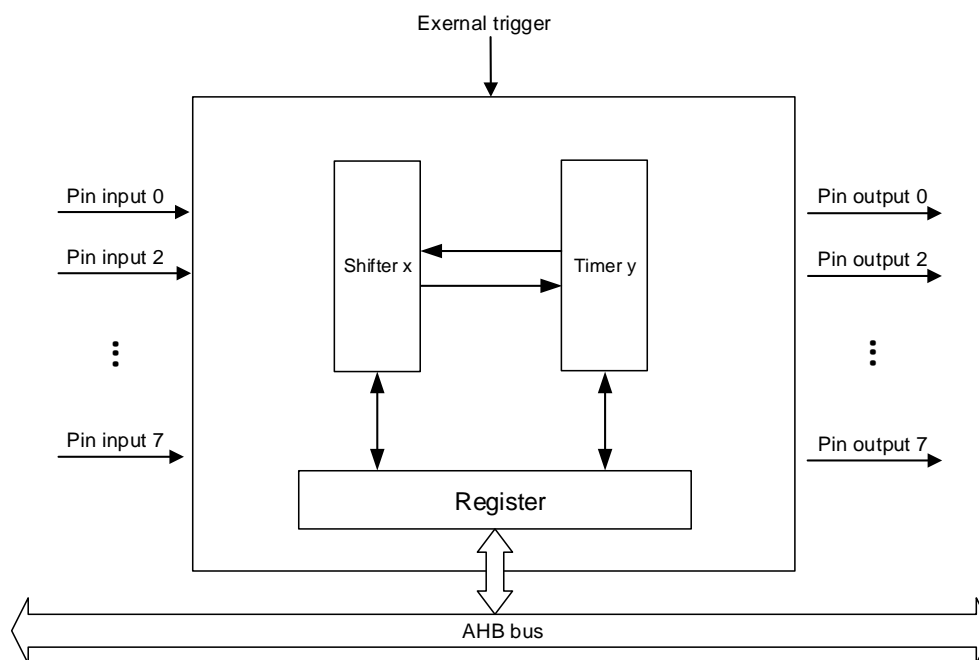 Exernal trigger
Pin input 0
Pin output 0
Pin input 2
Shifter x
Timer y
Pin output 2
Pin input 7
Pin output 7
Register
AHB bus